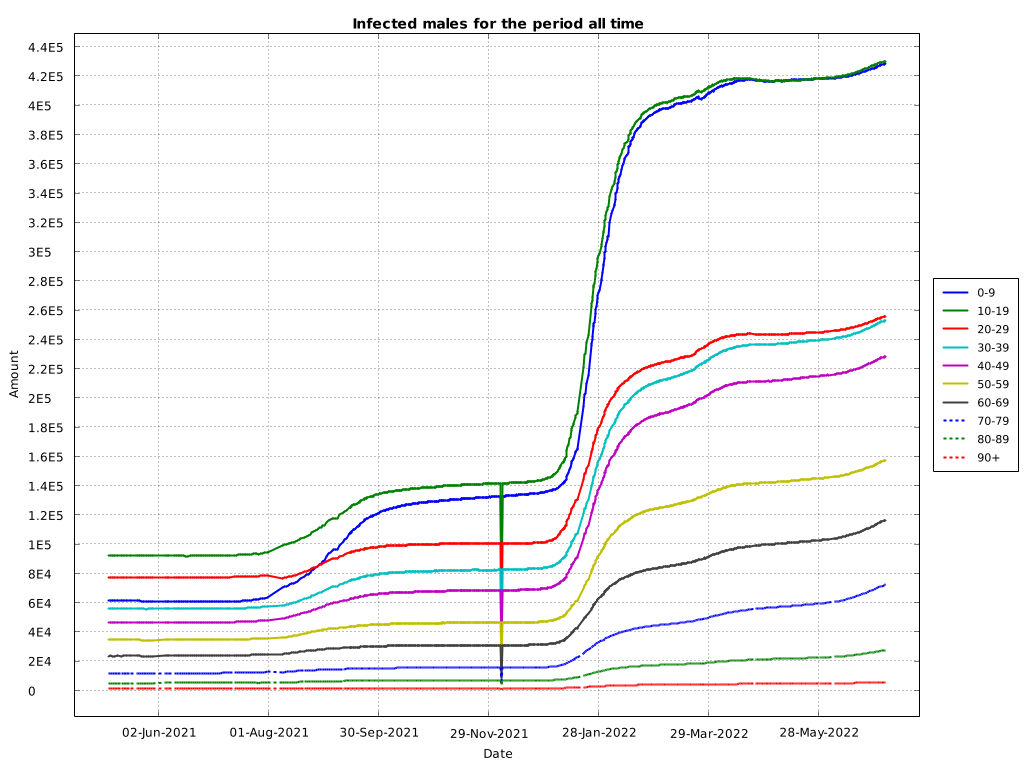 Infected males for the period all time
4.4E5
4.2E5
4E5
3.8E5
3.6E5
3.4E5
3.2E5
3E5
2.8E5
2.6E5
2.4E5
2.2E5
2E5
1.8E5
1.6E5
1.4E5
1.2E5
1E5
8E4
6E4
4E4
2E4
0
Amount
02-Jun-2021 01-Aug-2021 30-Sep-2021 29-Nov-2021 28-Jan-2022 29-Mar-2022 28-May-2022
Date
0-9
10-19
20-29
30-39
40-49
50-59
60-69
70-79
80-89
90+